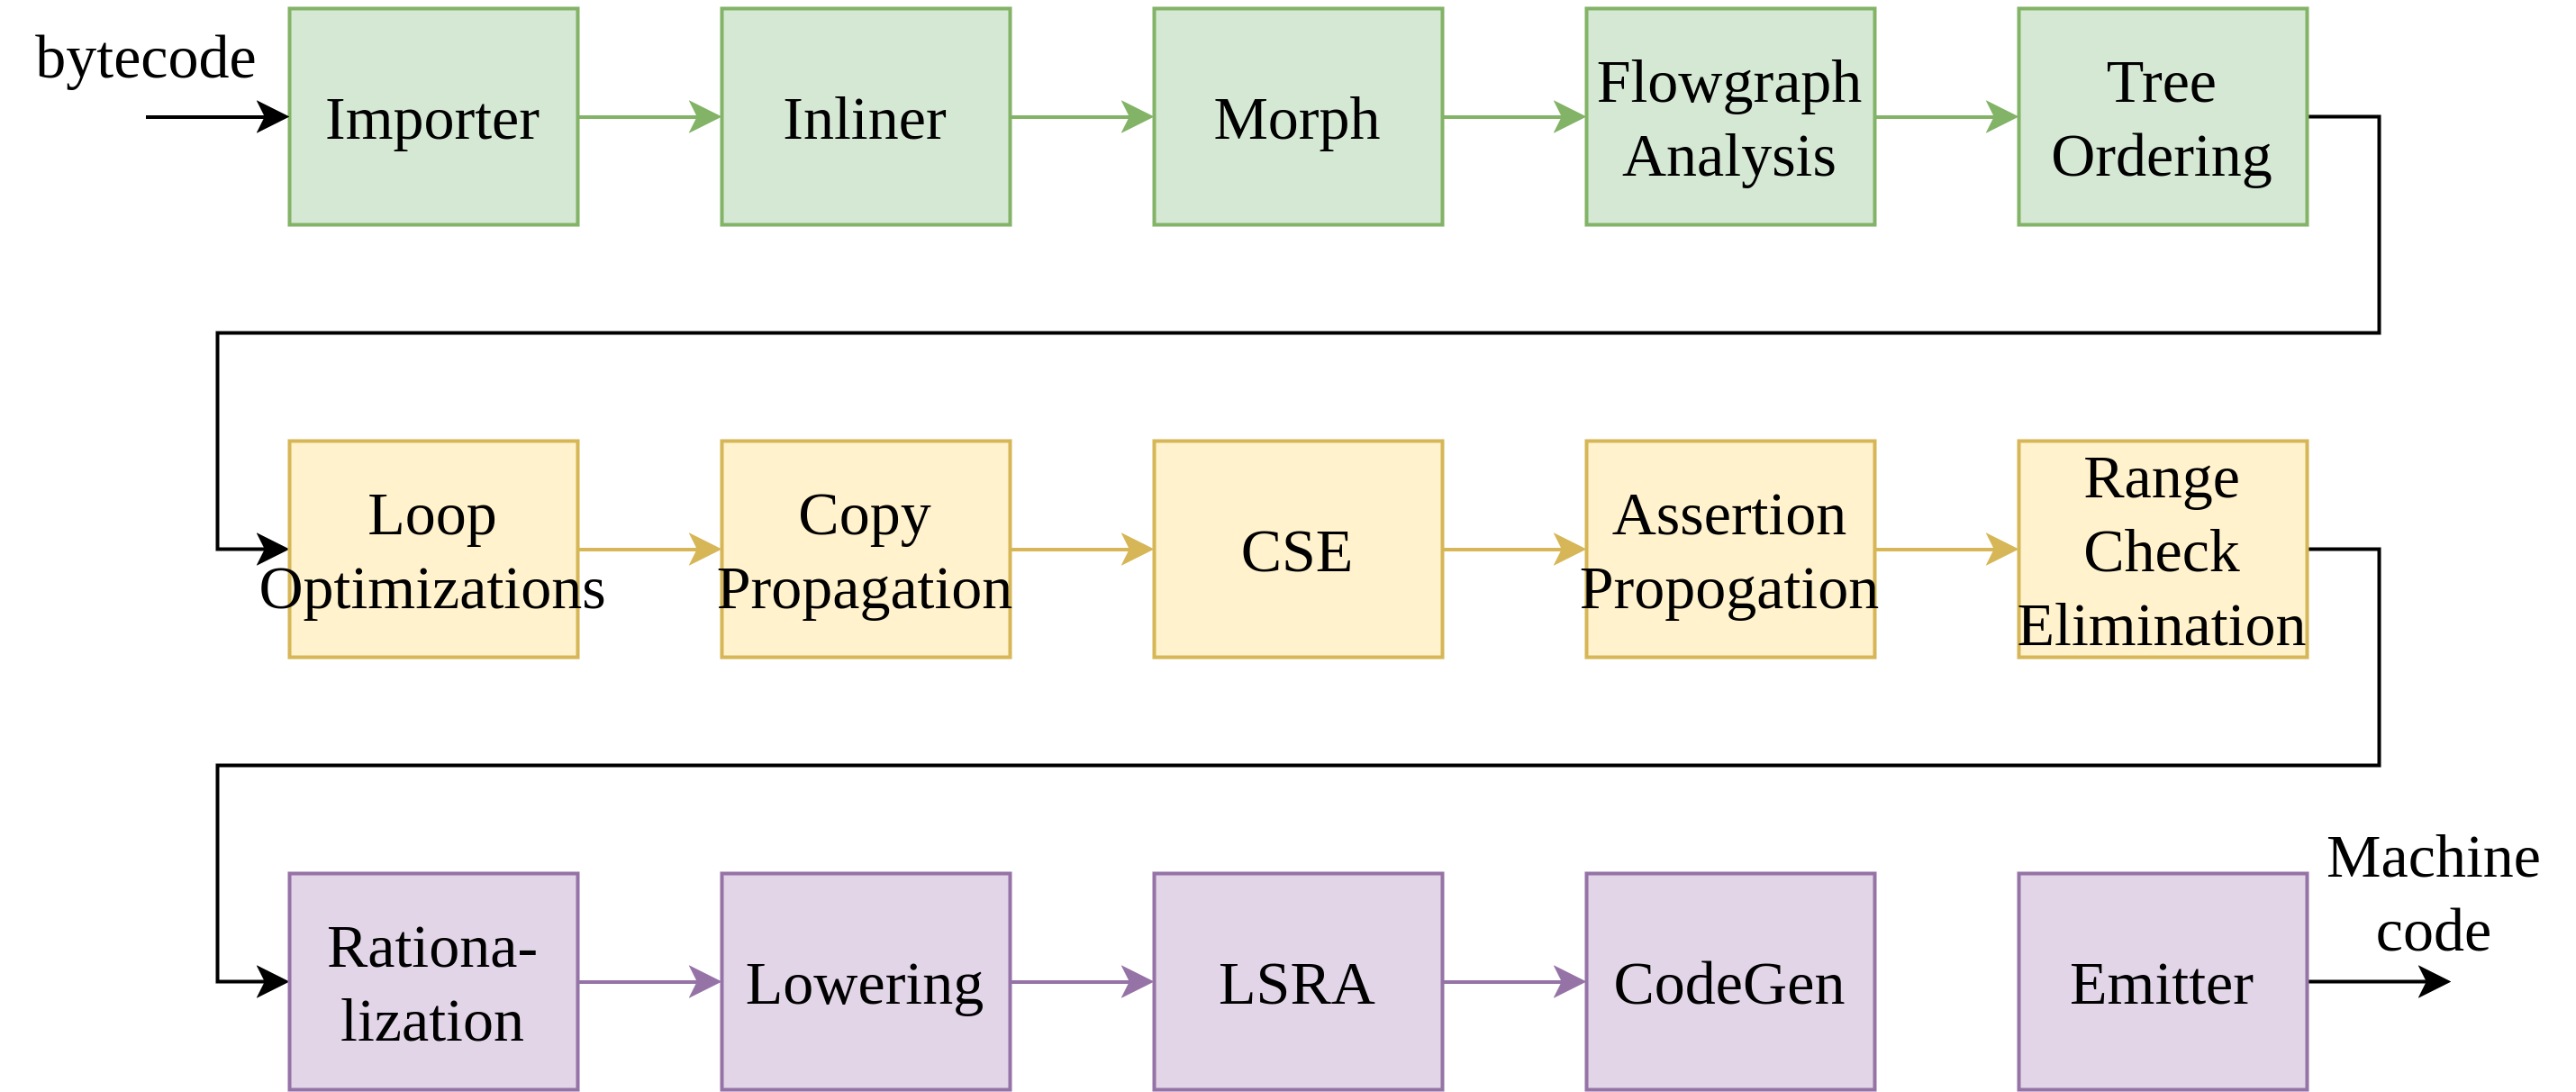 bytecode
Importer
Inliner
Morph
Flowgraph
Analysis
Tree
Ordering
Loop
Optimizations
Copy
Propagation
CSE
Assertion
Propogation
Range
Check
Elimination
Rationa-
lization
Lowering
LSRA
CodeGen
Emitter
Machine
code